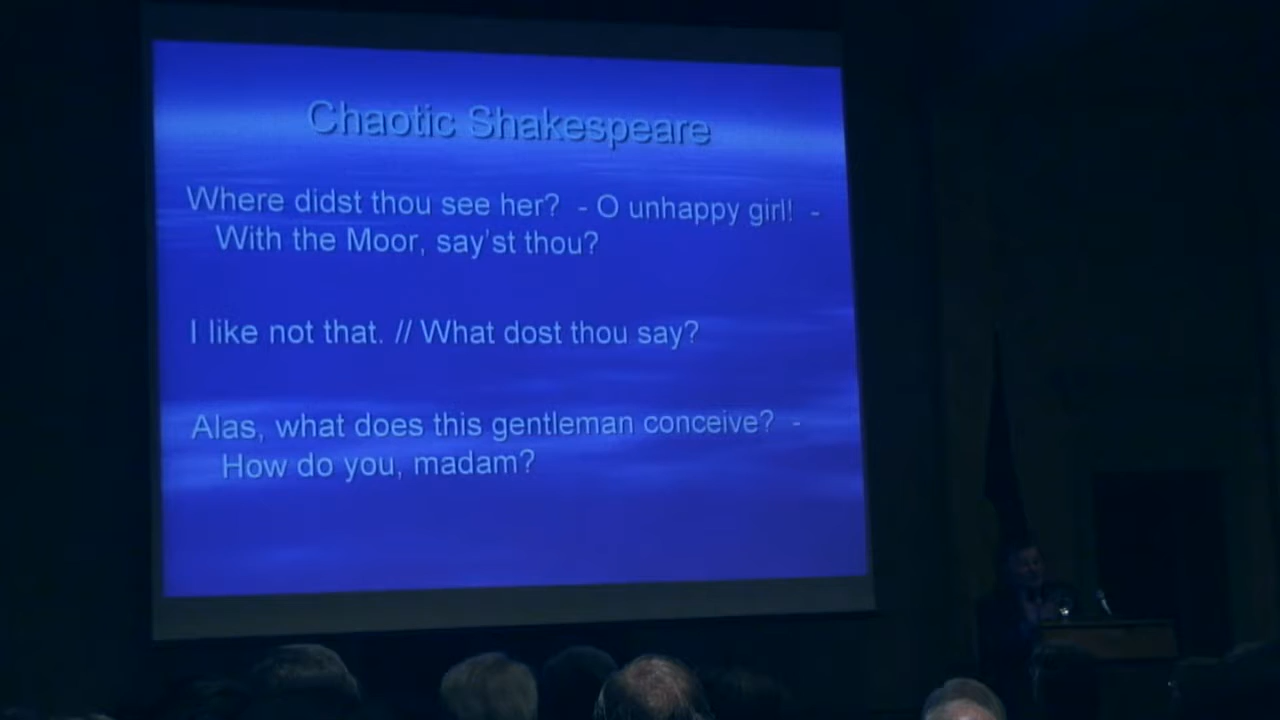 Chaotic Shakespeare
Where didst thou see her? - O unhappy girl! -
With the Moor, say'st thou?
I like not that. // What dost thou say?
Alas, what does this gentleman conceive? -
How do you, madam?